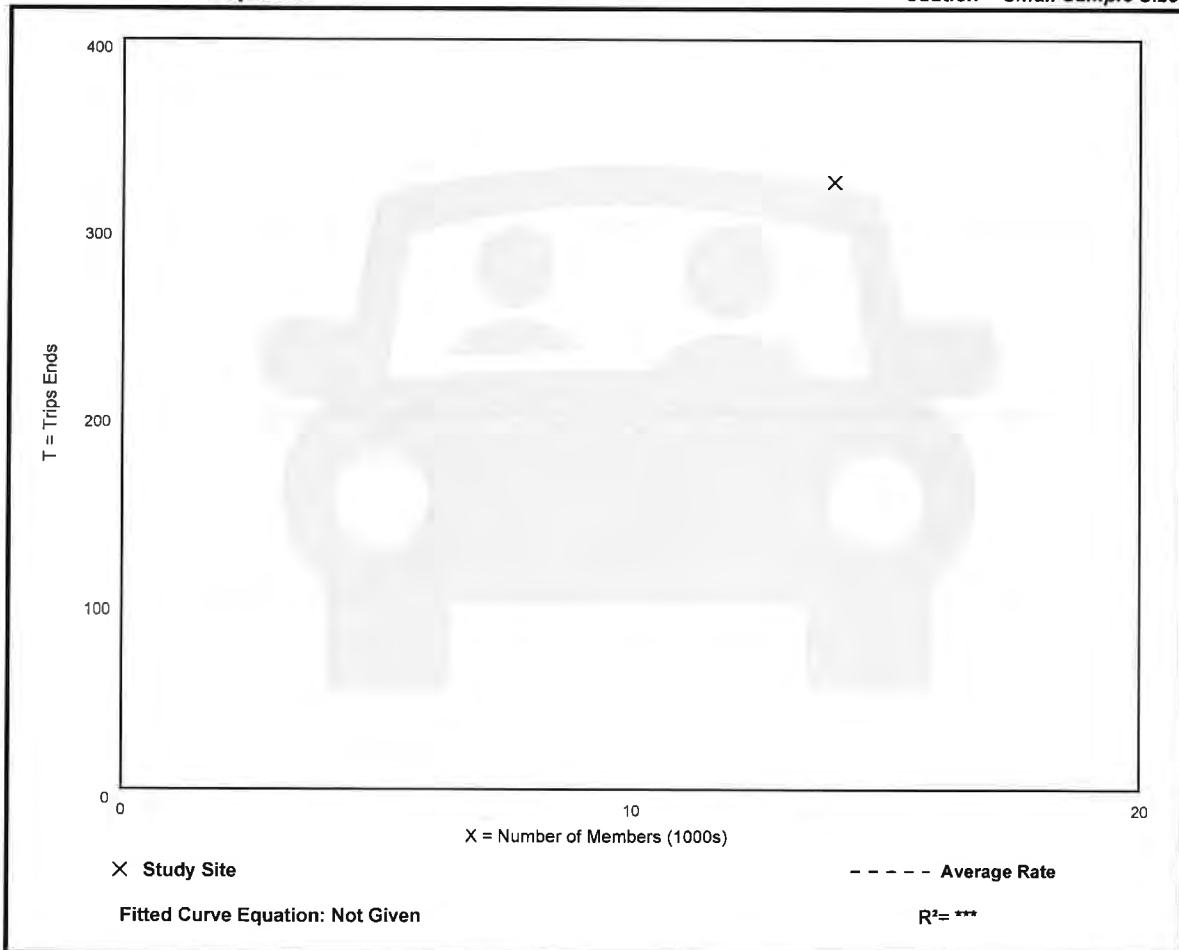 Caution – Small Sample Size
400
300
200
100
0
T = Trips Ends
0 10 20
X = Number of Members (1000s)
× Study Site
- - - - - Average Rate
Fitted Curve Equation: Not Given
R²= ***